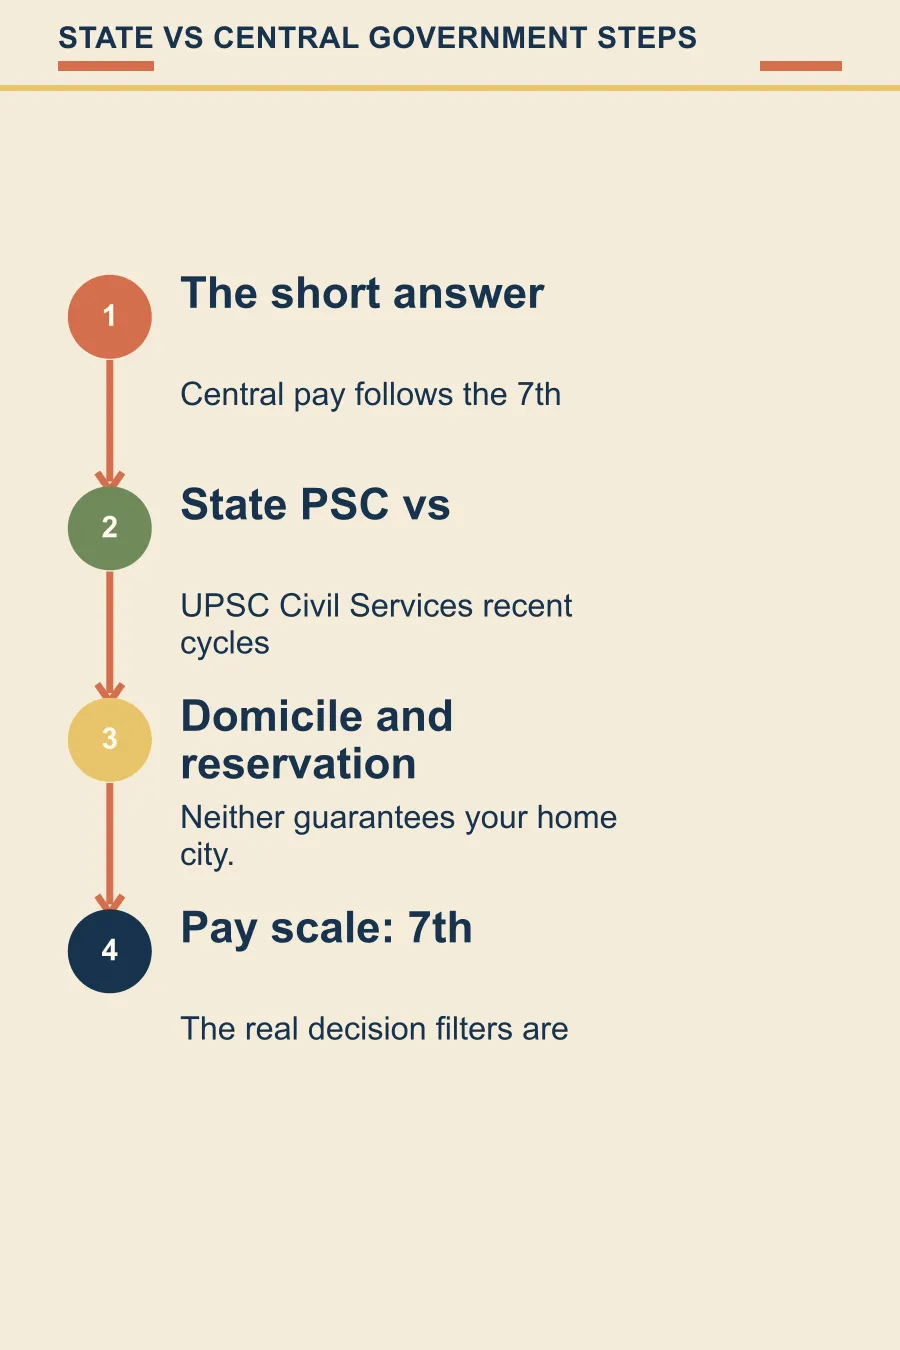 STATE VS CENTRAL GOVERNMENT STEPS
1
The short answer
Central pay follows the 7th
2
State PSC vs
UPSC Civil Services recent
cycles
3
Domicile and
reservation
Neither guarantees your home
city.
4
Pay scale: 7th
The real decision filters are